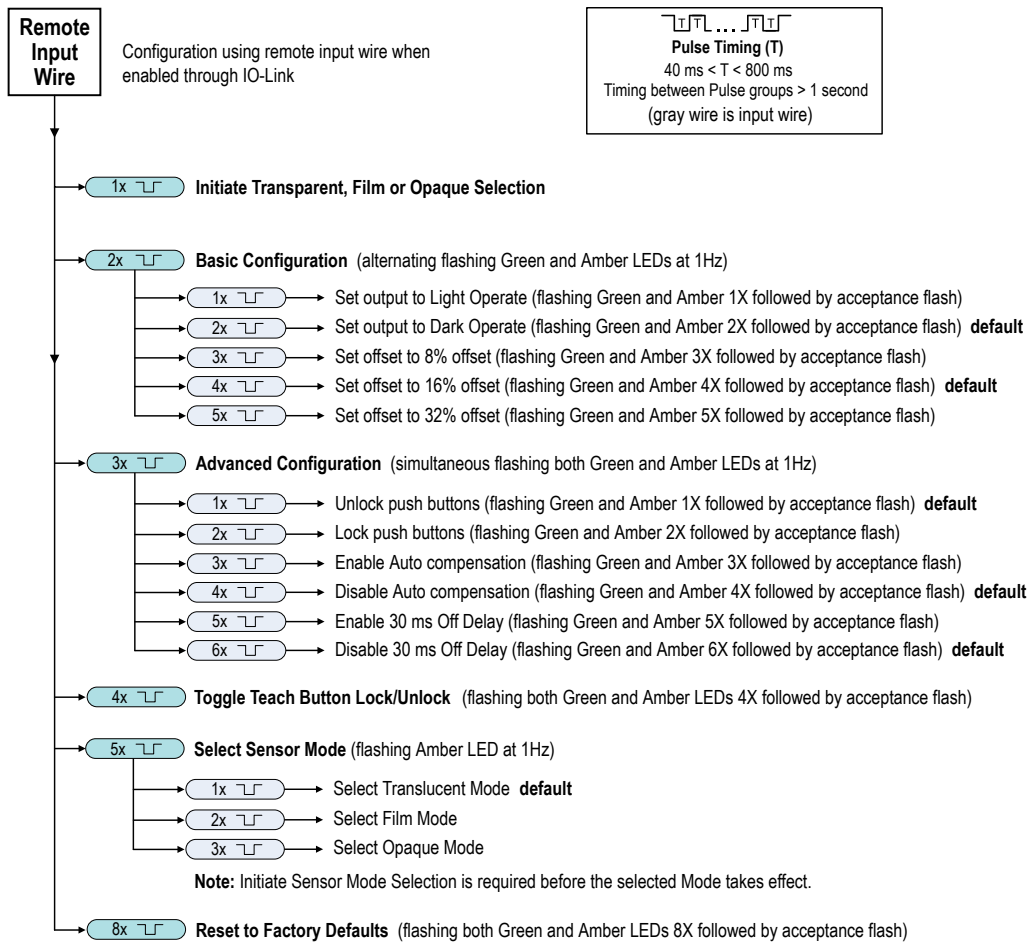 Remote
Input
Wire
Configuration using remote input wire when
enabled through IO-Link
T T ... T T
Pulse Timing (T)
40 ms < T < 800 ms
Timing between Pulse groups > 1 second
(gray wire is input wire)
1x Initiate Transparent, Film or Opaque Selection
2x Basic Configuration (alternating flashing Green and Amber LEDs at 1Hz)
1x Set output to Light Operate (flashing Green and Amber 1X followed by acceptance flash)
2x Set output to Dark Operate (flashing Green and Amber 2X followed by acceptance flash) default
3x Set offset to 8% offset (flashing Green and Amber 3X followed by acceptance flash)
4x Set offset to 16% offset (flashing Green and Amber 4X followed by acceptance flash) default
5x Set offset to 32% offset (flashing Green and Amber 5X followed by acceptance flash)
3x Advanced Configuration (simultaneous flashing both Green and Amber LEDs at 1Hz)
1x Unlock push buttons (flashing Green and Amber 1X followed by acceptance flash) default
2x Lock push buttons (flashing Green and Amber 2X followed by acceptance flash)
3x Enable Auto compensation (flashing Green and Amber 3X followed by acceptance flash)
4x Disable Auto compensation (flashing Green and Amber 4X followed by acceptance flash) default
5x Enable 30 ms Off Delay (flashing Green and Amber 5X followed by acceptance flash)
6x Disable 30 ms Off Delay (flashing Green and Amber 6X followed by acceptance flash) default
4x Toggle Teach Button Lock/Unlock (flashing both Green and Amber LEDs 4X followed by acceptance flash)
5x Select Sensor Mode (flashing Amber LED at 1Hz)
1x Select Translucent Mode default
2x Select Film Mode
3x Select Opaque Mode
Note: Initiate Sensor Mode Selection is required before the selected Mode takes effect.
8x Reset to Factory Defaults (flashing both Green and Amber LEDs 8X followed by acceptance flash)